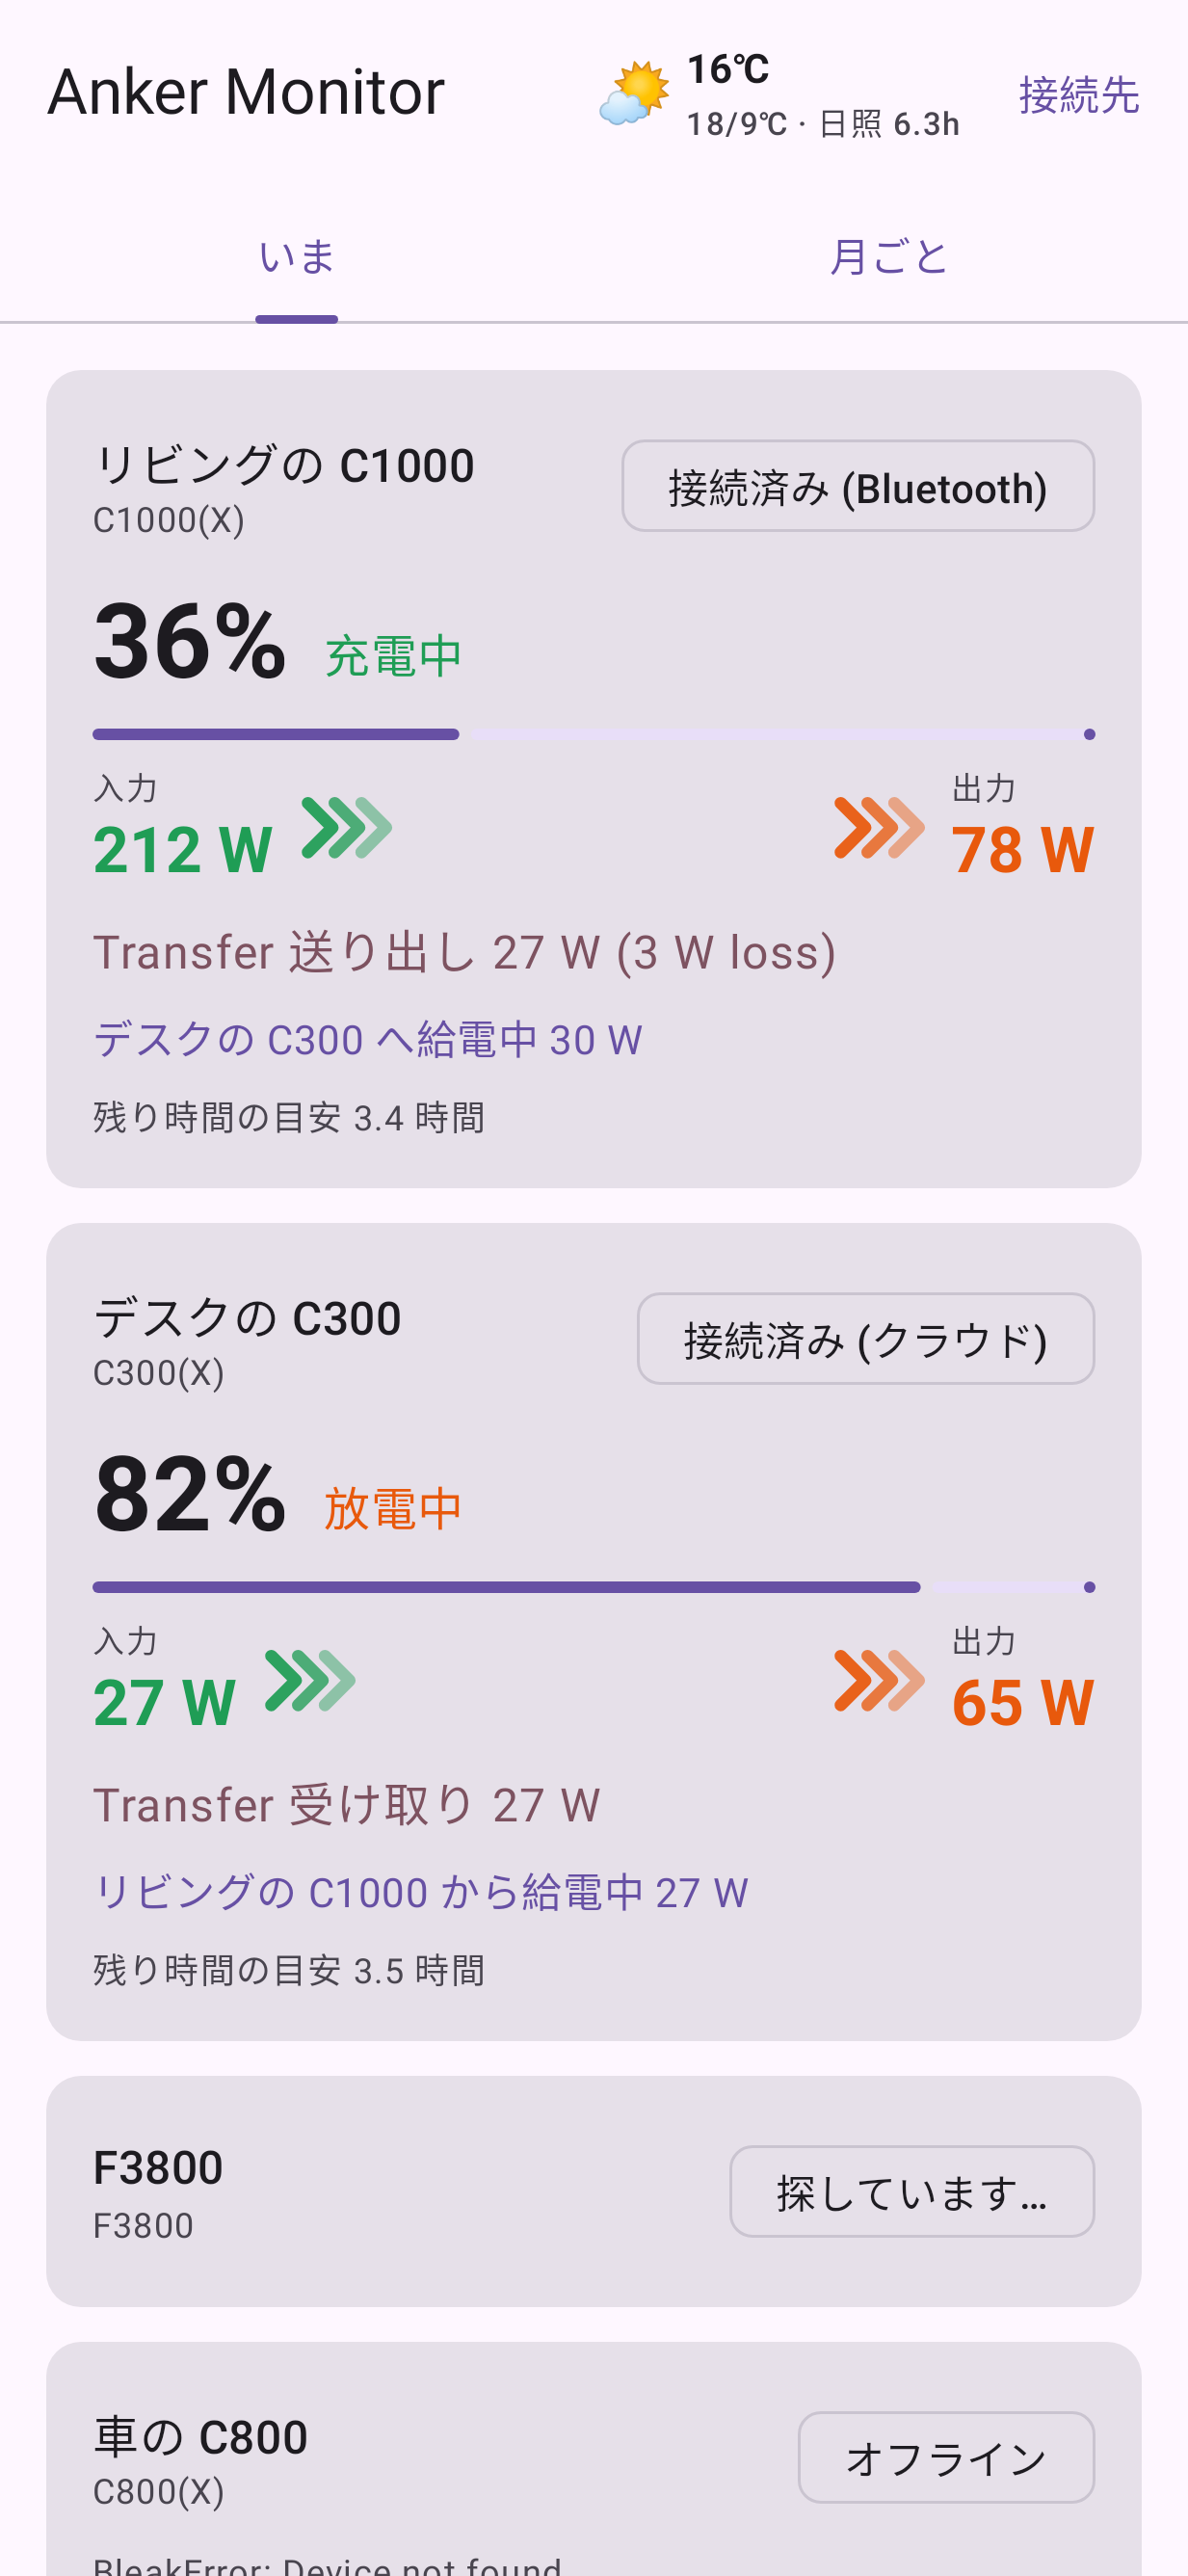 Anker Monitor
16℃
18/9℃・日照 6.3h
接続先
いま
月ごと
リビングの C1000
C1000(X)
接続済み (Bluetooth)
36%
充電中
入力
212 W
出力
78 W
Transfer 送り出し 27 W (3 W loss)
デスクの C300 へ給電中 30 W
残り時間の目安 3.4 時間
デスクの C300
C300(X)
接続済み (クラウド)
82%
放電中
入力
27 W
出力
65 W
Transfer 受け取り 27 W
リビングの C1000 から給電中 27 W
残り時間の目安 3.5 時間
F3800
F3800
探しています…
車の C800
C800(X)
オフライン
BleakError: Device not found